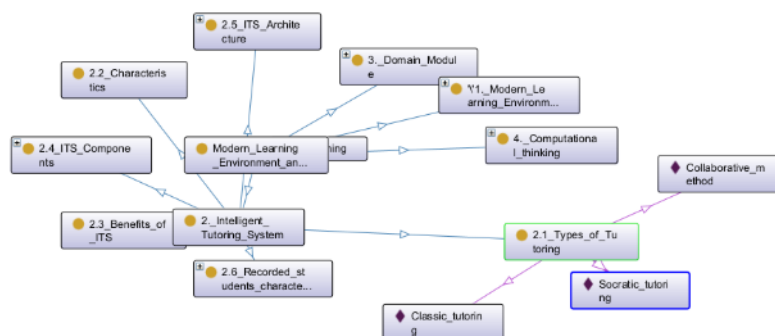 2.5_ITS_Archite
cture
2.2_Characteris
tics
3._Domain_Modul
e
'\'1._Modern_Le
arning_Environm...
2.4_ITS_Compone
nts
Modern_Learning
_Environment_an...
ning
4._Computationa
l_thinking
Collaborative_m
ethod
2.3_Benefits_of
_ITS
2._Intelligent_
Tutoring_System
2.1_Types_of_Tu
toring
2.6_Recorded_st
udents_characte...
Socratic_tutori
ng
Classic_tutorin
g